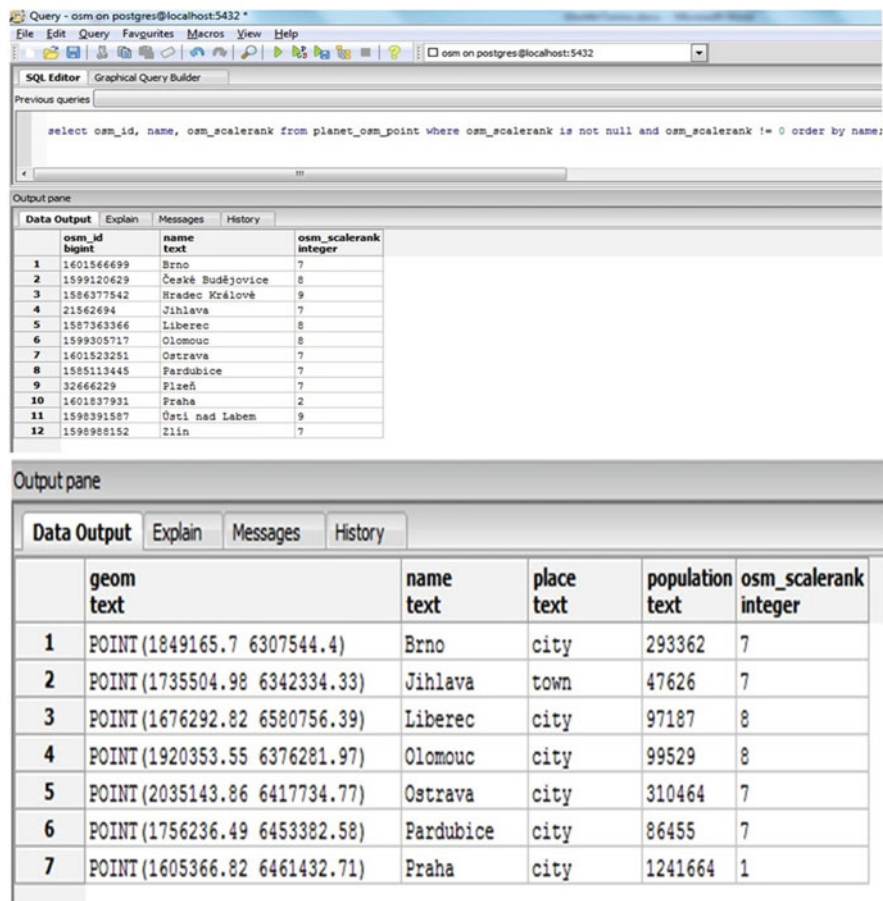 Query - osm on postgres@localhost:5432 *
File Edit Query Favourites Macros View Help
osm on postgres@localhost:5432
SQL Editor Graphical Query Builder
Previous queries
select osm_id, name, osm_scalerank from planet_osm_point where osm_scalerank is not null and osm_scalerank != 0 order by name;
Output pane
Data Output Explain Messages History
osm_id name osm_scalerank
bigint text integer
1 1601566699 Brno 7
2 1599120629 České Budějovice 8
3 1586377542 Hradec Králové 9
4 21562694 Jihlava 7
5 1587363366 Liberec 8
6 1599305717 Olomouc 8
7 1601523251 Ostrava 7
8 1585113445 Pardubice 7
9 32666229 Plzeň 7
10 1601837931 Praha 2
11 1598391587 Ústí nad Labem 9
12 1598988152 Zlín 7
Output pane
Data Output Explain Messages History
geom name place population osm_scalerank
text text text text integer
1 POINT(1849165.7 6307544.4) Brno city 293362 7
2 POINT(1735504.98 6342334.33) Jihlava town 47626 7
3 POINT(1676292.82 6580756.39) Liberec city 97187 8
4 POINT(1920353.55 6376281.97) Olomouc city 99529 8
5 POINT(2035143.86 6417734.77) Ostrava city 310464 7
6 POINT(1756236.49 6453382.58) Pardubice city 86455 7
7 POINT(1605366.82 6461432.71) Praha city 1241664 1